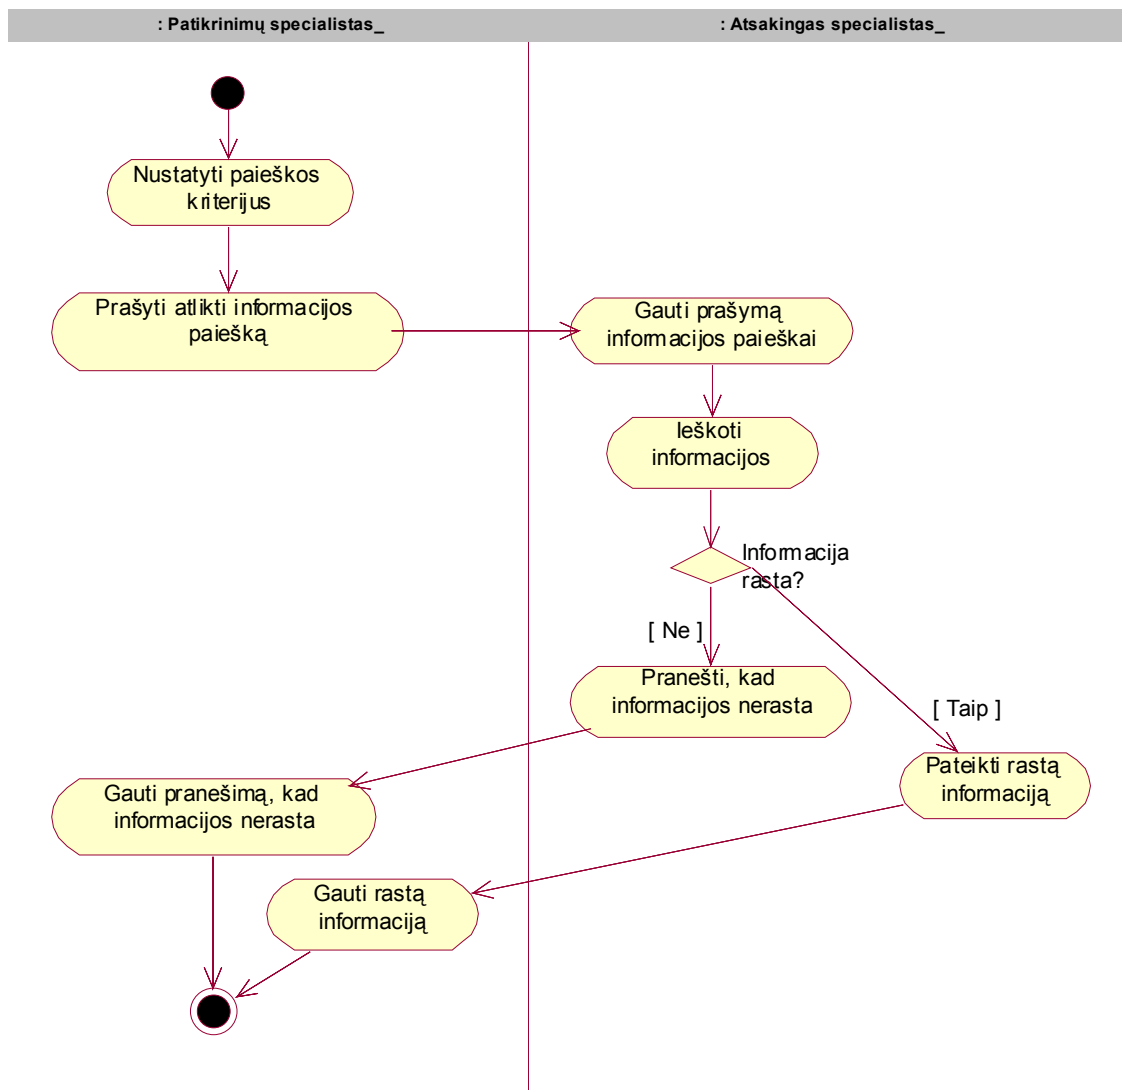 : Patikrinimų specialistas_
: Atsakingas specialistas_
Nustatyti paieškos
kriterijus
Prašyti atlikti informacijos
paiešką
Gauti prašymą
informacijos paieškai
Ieškoti
informacijos
Informacija
rasta?
[ Ne ]
Pranešti, kad
informacijos nerasta
[ Taip ]
Pateikti rastą
informaciją
Gauti pranešimą, kad
informacijos nerasta
Gauti rastą
informaciją